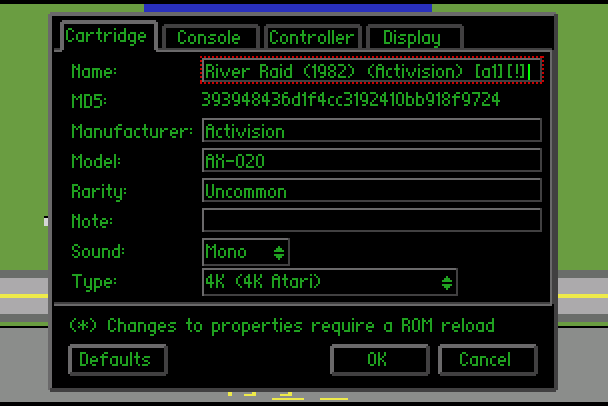 Cartridge Console Controller Display
Name: River Raid (1982) (Activision) [a1][!]
MD5: 393948436d1f4cc3192410bb918f9724
Manufacturer: Activision
Model: AX-020
Rarity: Uncommon
Note:
Sound: Mono
Type: 4K (4K Atari)
(*) Changes to properties require a ROM reload
Defaults OK Cancel